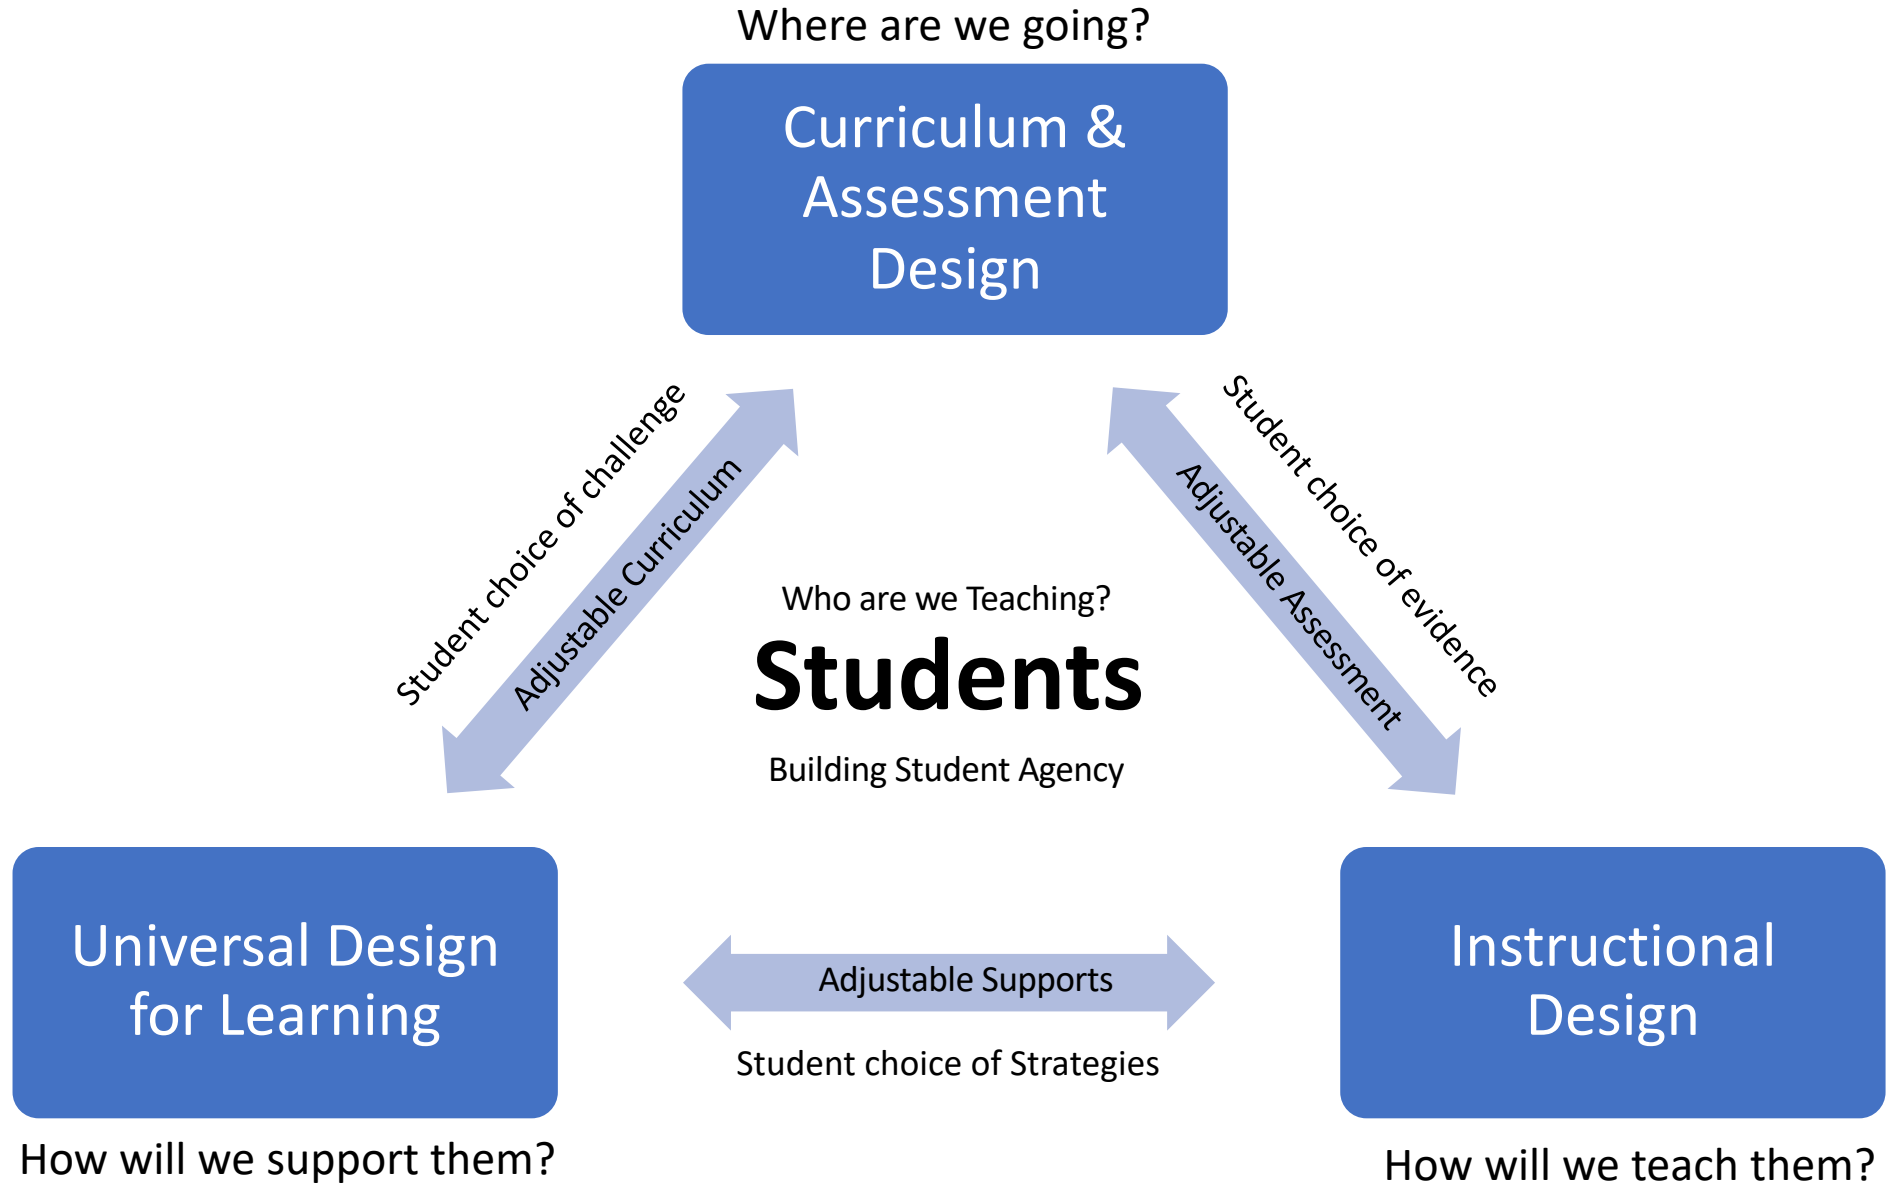 Where are we going?
Curriculum &
Assessment
Design
Student choice of challenge
Adjustable Curriculum
Adjustable Assessment
Student choice of evidence
Who are we Teaching?
Students
Building Student Agency
Universal Design
for Learning
Adjustable Supports
Student choice of Strategies
Instructional
Design
How will we support them?
How will we teach them?